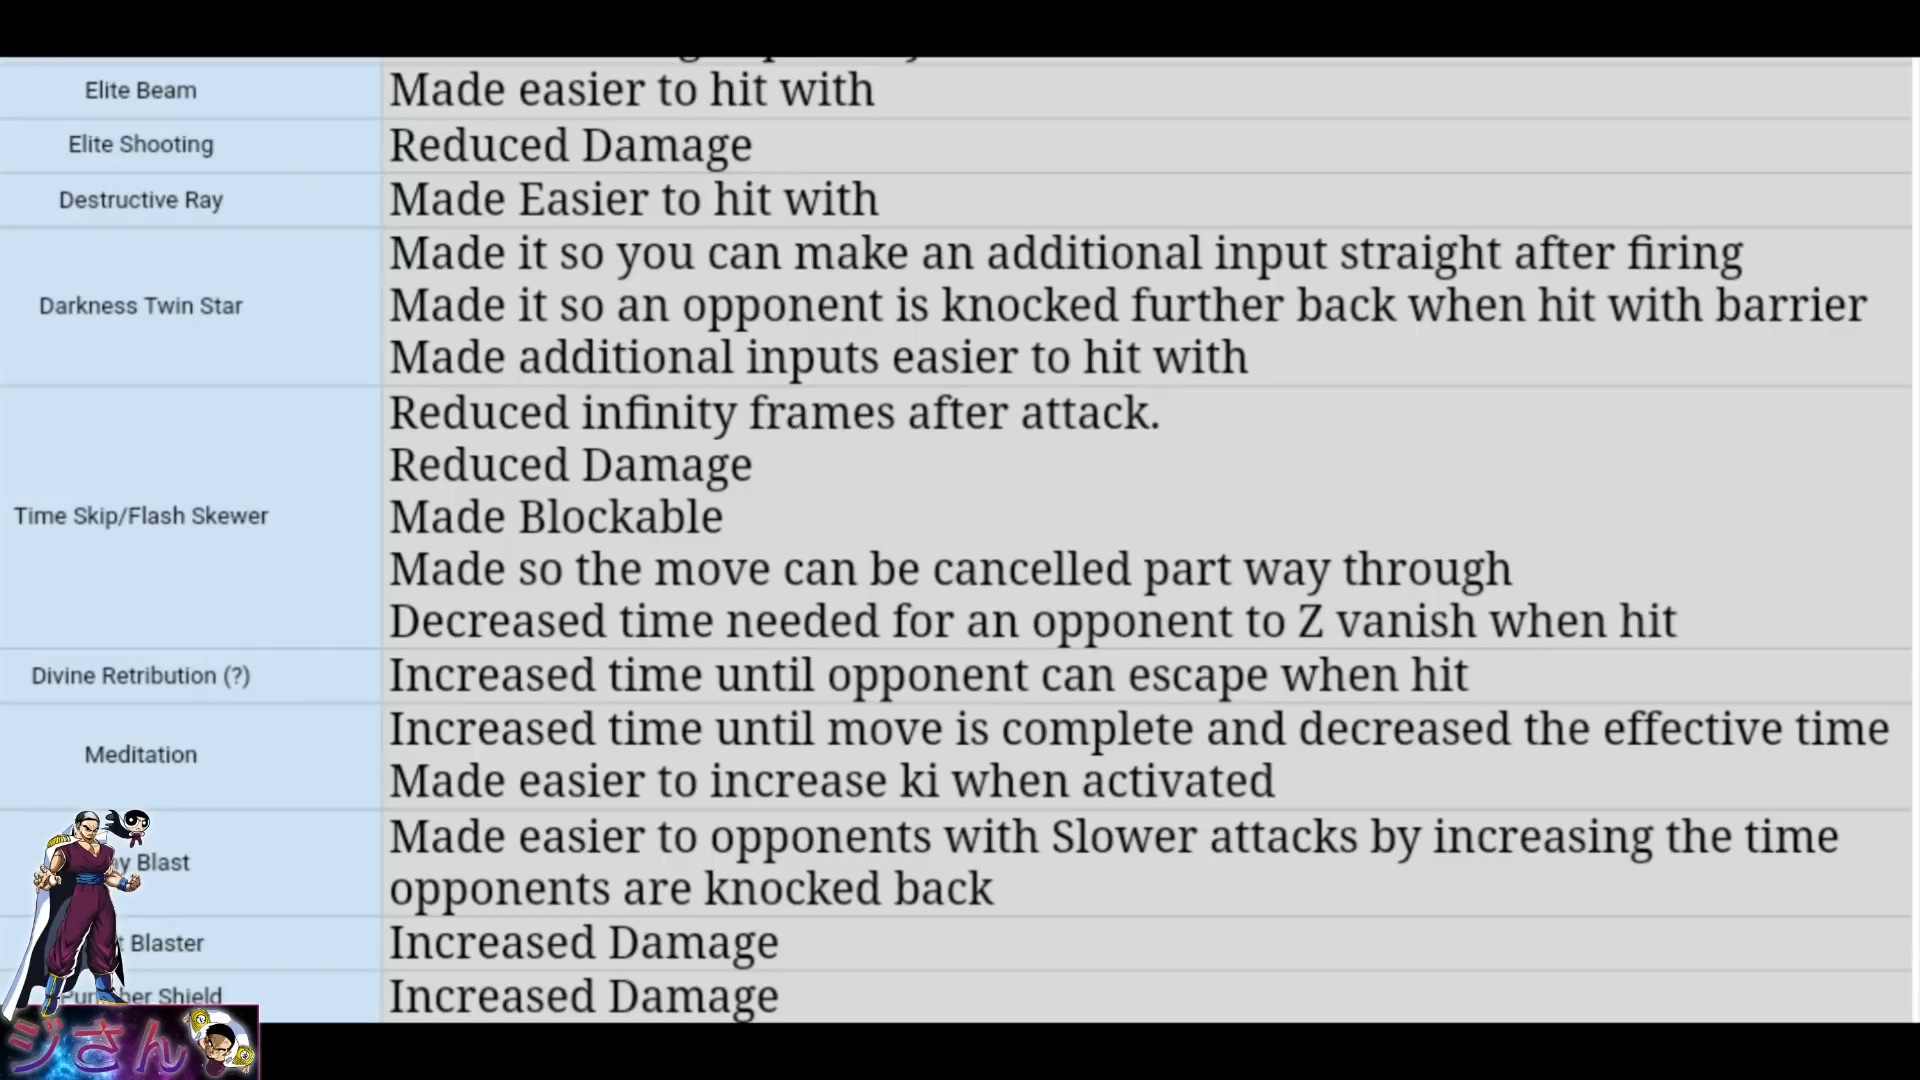 Elite Beam
Made easier to hit with
Elite Shooting
Reduced Damage
Destructive Ray
Made Easier to hit with
Darkness Twin Star
Made it so you can make an additional input straight after firing
Made it so an opponent is knocked further back when hit with barrier
Made additional inputs easier to hit with
Time Skip/Flash Skewer
Reduced infinity frames after attack.
Reduced Damage
Made Blockable
Made so the move can be cancelled part way through
Decreased time needed for an opponent to Z vanish when hit
Divine Retribution (?)
Increased time until opponent can escape when hit
Meditation
Increased time until move is complete and decreased the effective time
Made easier to increase ki when activated
Blast
Made easier to opponents with Slower attacks by increasing the time
opponents are knocked back
Blaster
Increased Damage
Shield
Increased Damage
ジさん